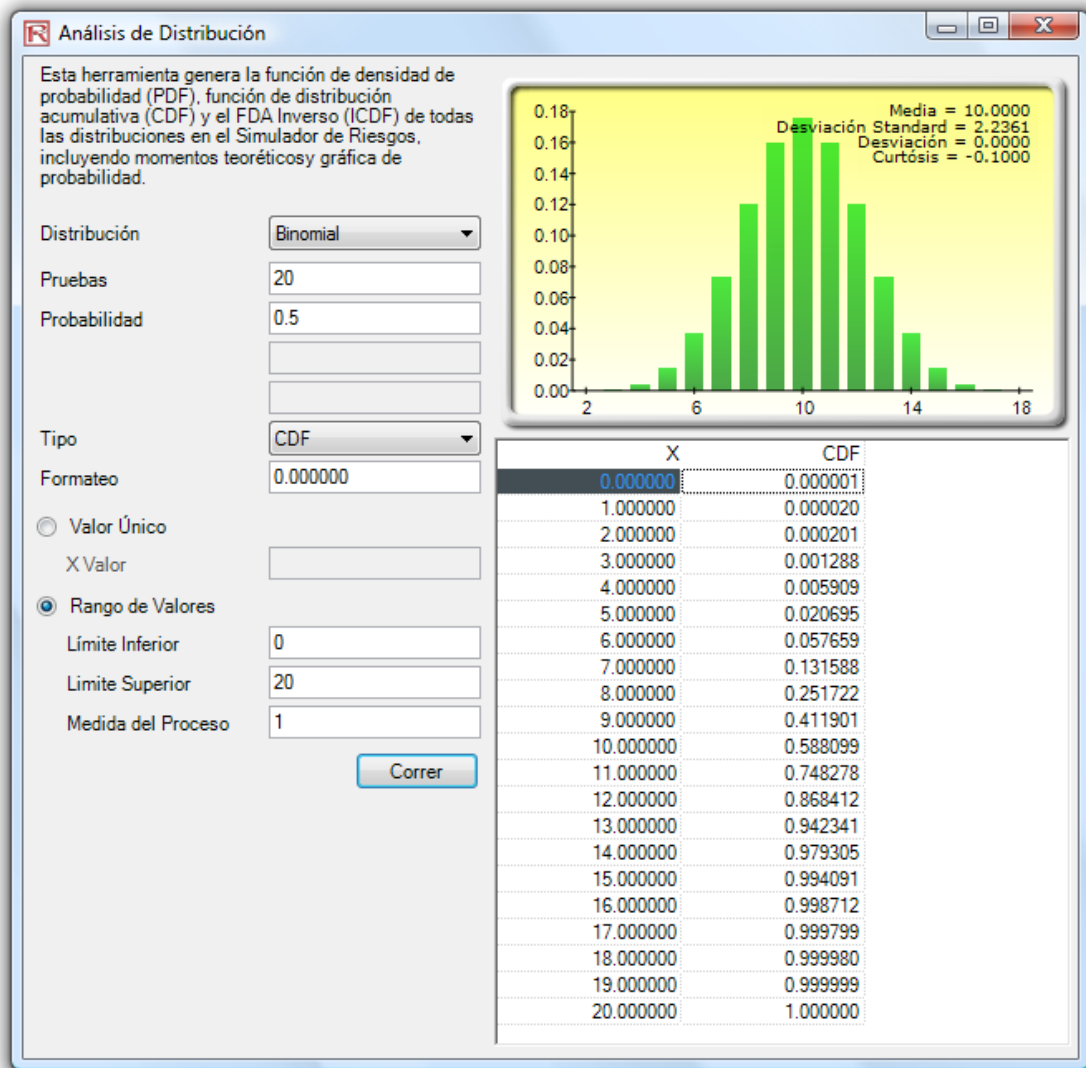 Análisis de Distribución
Esta herramienta genera la función de densidad de
probabilidad (PDF), función de distribución
acumulativa (CDF) y el FDA Inverso (ICDF) de todas
las distribuciones en el Simulador de Riesgos,
incluyendo momentos teoréticosy gráfica de
probabilidad.
Distribución Binomial
Pruebas 20
Probabilidad 0.5
Tipo CDF
Formateo 0.000000
Valor Único
X Valor
Rango de Valores
Límite Inferior 0
Limite Superior 20
Medida del Proceso 1
Correr
Media = 10.0000
Desviación Standard = 2.2361
Desviación = 0.0000
Curtósis = -0.1000
0.18
0.16
0.14
0.12
0.10
0.08
0.06
0.04
0.02
0.00
2 6 10 14 18
X CDF
0.000000 0.000001
1.000000 0.000020
2.000000 0.000201
3.000000 0.001288
4.000000 0.005909
5.000000 0.020695
6.000000 0.057659
7.000000 0.131588
8.000000 0.251722
9.000000 0.411901
10.000000 0.588099
11.000000 0.748278
12.000000 0.868412
13.000000 0.942341
14.000000 0.979305
15.000000 0.994091
16.000000 0.998712
17.000000 0.999799
18.000000 0.999980
19.000000 0.999999
20.000000 1.000000